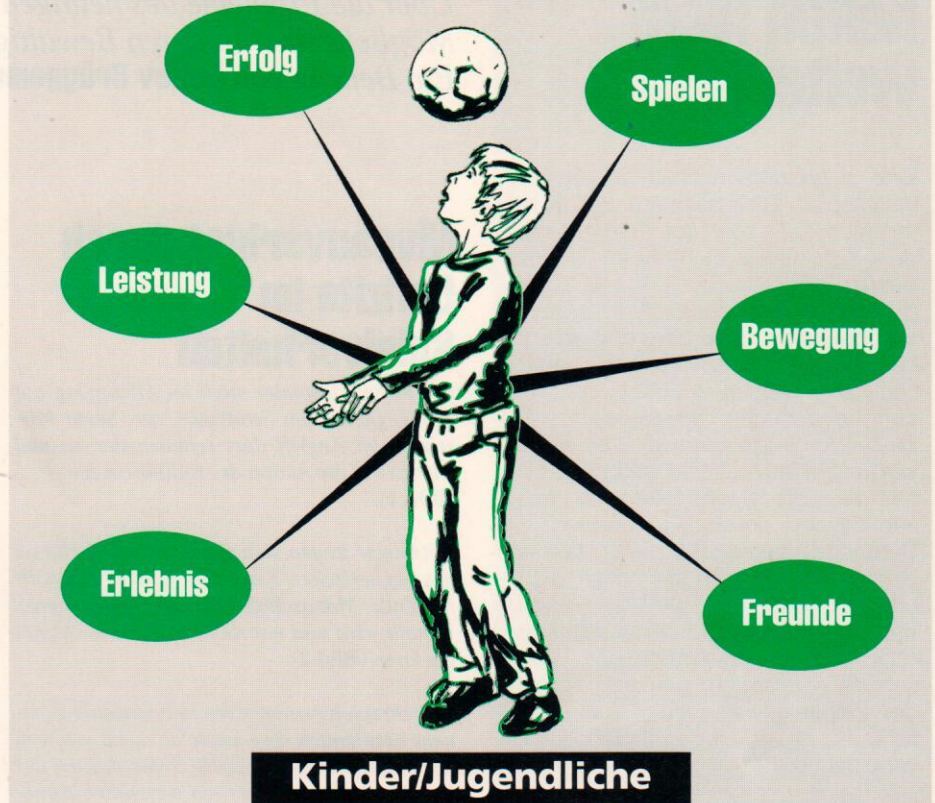 Erfolg
Spielen
Leistung
Bewegung
Erlebnis
Freunde
Kinder/Jugendliche